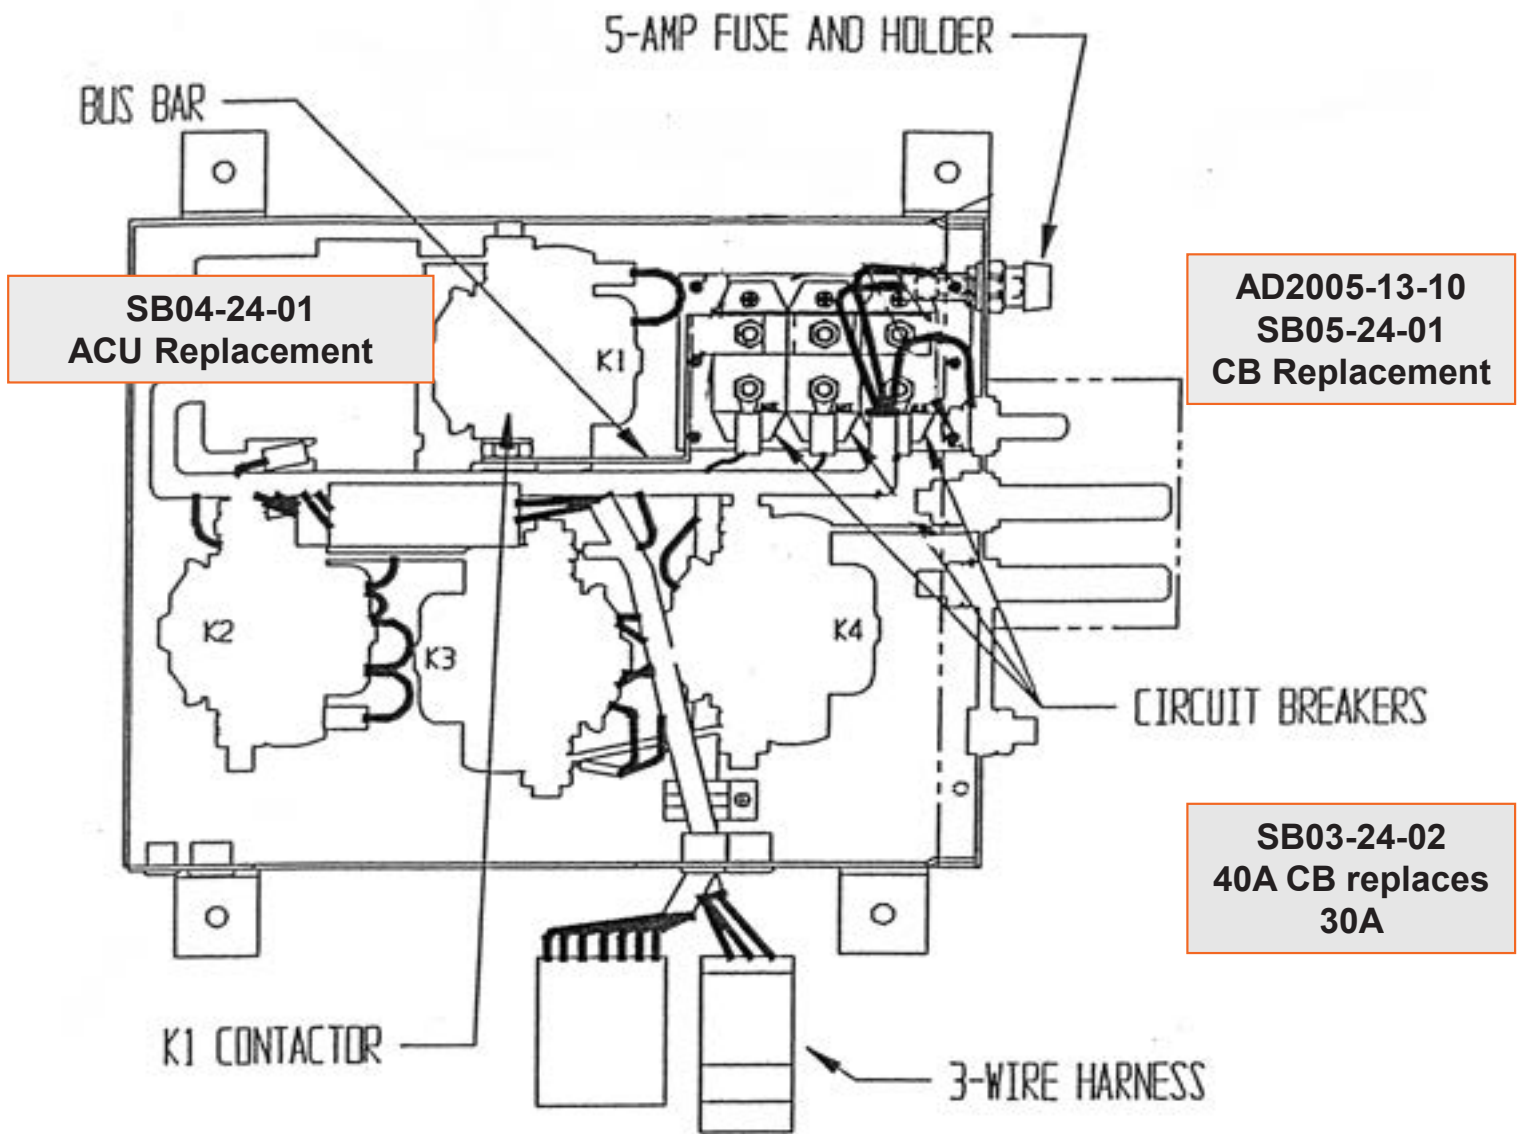 5-AMP FUSE AND HOLDER
BUS BAR
SB04-24-01
ACU Replacement
AD2005-13-10
SB05-24-01
CB Replacement
K1
K2
K3
K4
CIRCUIT BREAKERS
SB03-24-02
40A CB replaces
30A
K1 CONTACTOR
3-WIRE HARNESS